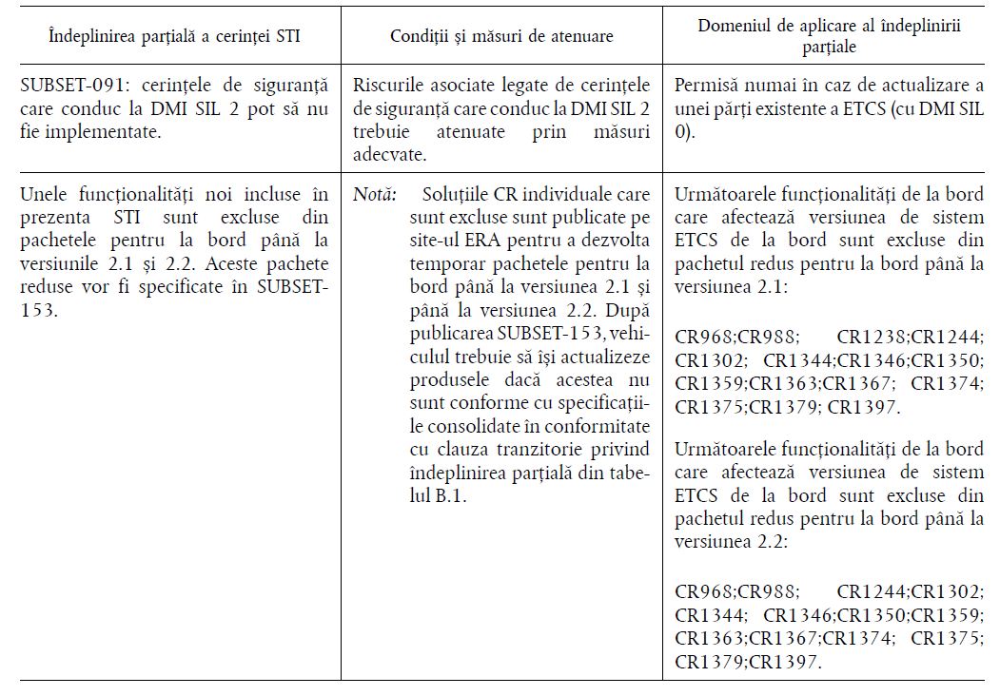 Îndeplinirea parțială a cerinței STI
Condiții și măsuri de atenuare
Domeniul de aplicare al îndeplinirii
parțiale
SUBSET-091: cerințele de siguranță
care conduc la DMI SIL 2 pot să nu
fie implementate.
Riscurile asociate legate de cerințele
de siguranță care conduc la DMI SIL 2
trebuie atenuate prin măsuri
adecvate.
Permisă numai în caz de actualizare a
unei părți existente a ETCS (cu DMI SIL
0).
Unele funcționalități noi incluse în
prezenta STI sunt excluse din
pachetele pentru la bord până la
versiunile 2.1 și 2.2. Aceste pachete
reduse vor fi specificate în SUBSET-
153.
Notă: Soluțiile CR individuale care
sunt excluse sunt publicate pe
site-ul ERA pentru a dezvolta
temporar pachetele pentru la
bord până la versiunea 2.1 și
până la versiunea 2.2. După
publicarea SUBSET-153, vehi-
culul trebuie să își actualizeze
produsele dacă acestea nu
sunt conforme cu specificații-
le consolidate în conformitate
cu clauza tranzitorie privind
îndeplinirea parțială din tabe-
lul B.1.
Următoarele funcționalități de la bord
care afectează versiunea de sistem
ETCS de la bord sunt excluse din
pachetul redus pentru la bord până la
versiunea 2.1:
CR968;CR988; CR1238;CR1244;
CR1302; CR1344;CR1346;CR1350;
CR1359;CR1363;CR1367; CR1374;
CR1375;CR1379; CR1397.
Următoarele funcționalități de la bord
care afectează versiunea de sistem
ETCS de la bord sunt excluse din
pachetul redus pentru la bord până la
versiunea 2.2:
CR968;CR988; CR1244;CR1302;
CR1344; CR1346;CR1350;CR1359;
CR1363;CR1367;CR1374; CR1375;
CR1379;CR1397.